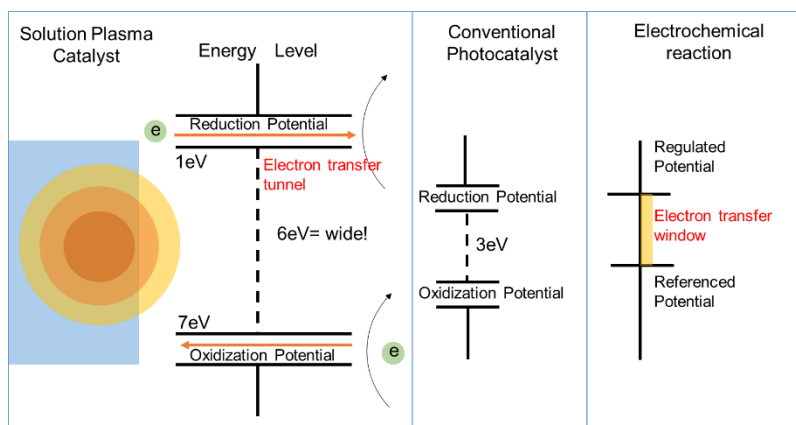 Solution Plasma
Catalyst
Energy Level
e
Reduction Potential
1eV
Electron transfer
tunnel
6eV= wide!
7eV
Oxidization Potential
e
Conventional
Photocatalyst
Reduction Potential
3eV
Oxidization Potential
Electrochemical
reaction
Regulated
Potential
Electron transfer
window
Referenced
Potential